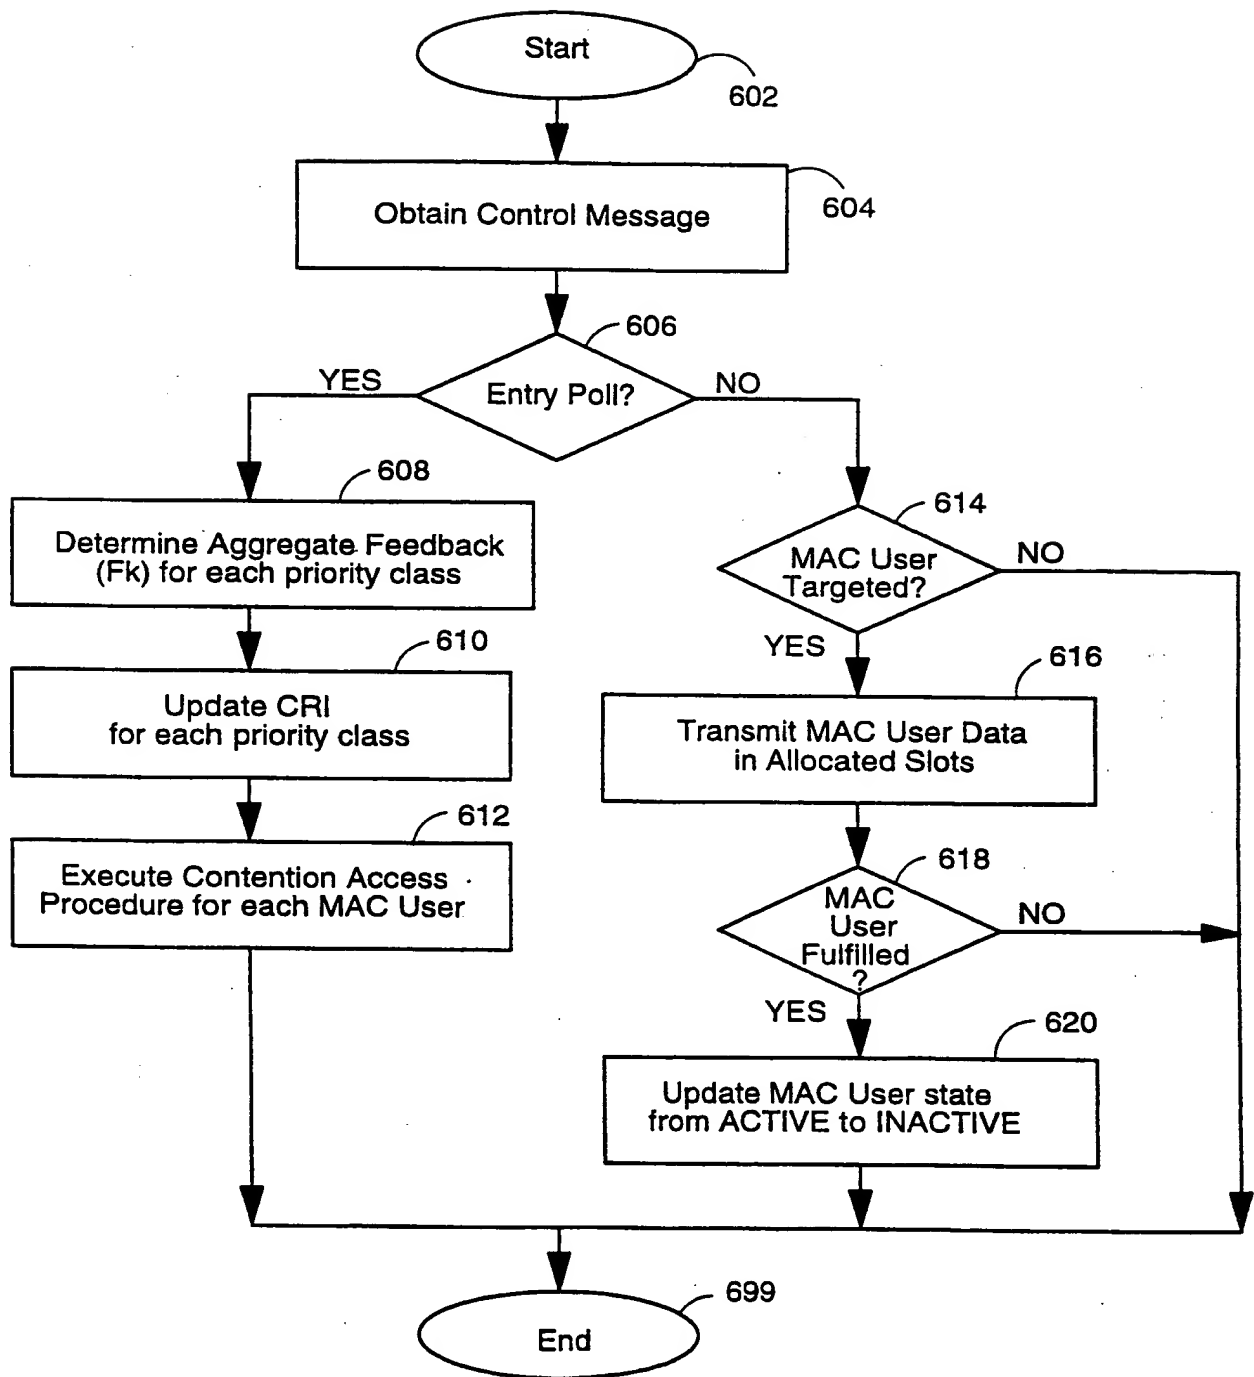 Start
602
Obtain Control Message
604
606
Entry Poll?
YES
NO
608
Determine Aggregate Feedback
(Fk) for each priority class
610
Update CRI
for each priority class
612
Execute Contention Access
Procedure for each MAC User
614
MAC User
Targeted?
NO
YES
616
Transmit MAC User Data
in Allocated Slots
618
MAC
User
Fulfilled
?
NO
YES
620
Update MAC User state
from ACTIVE to INACTIVE
699
End